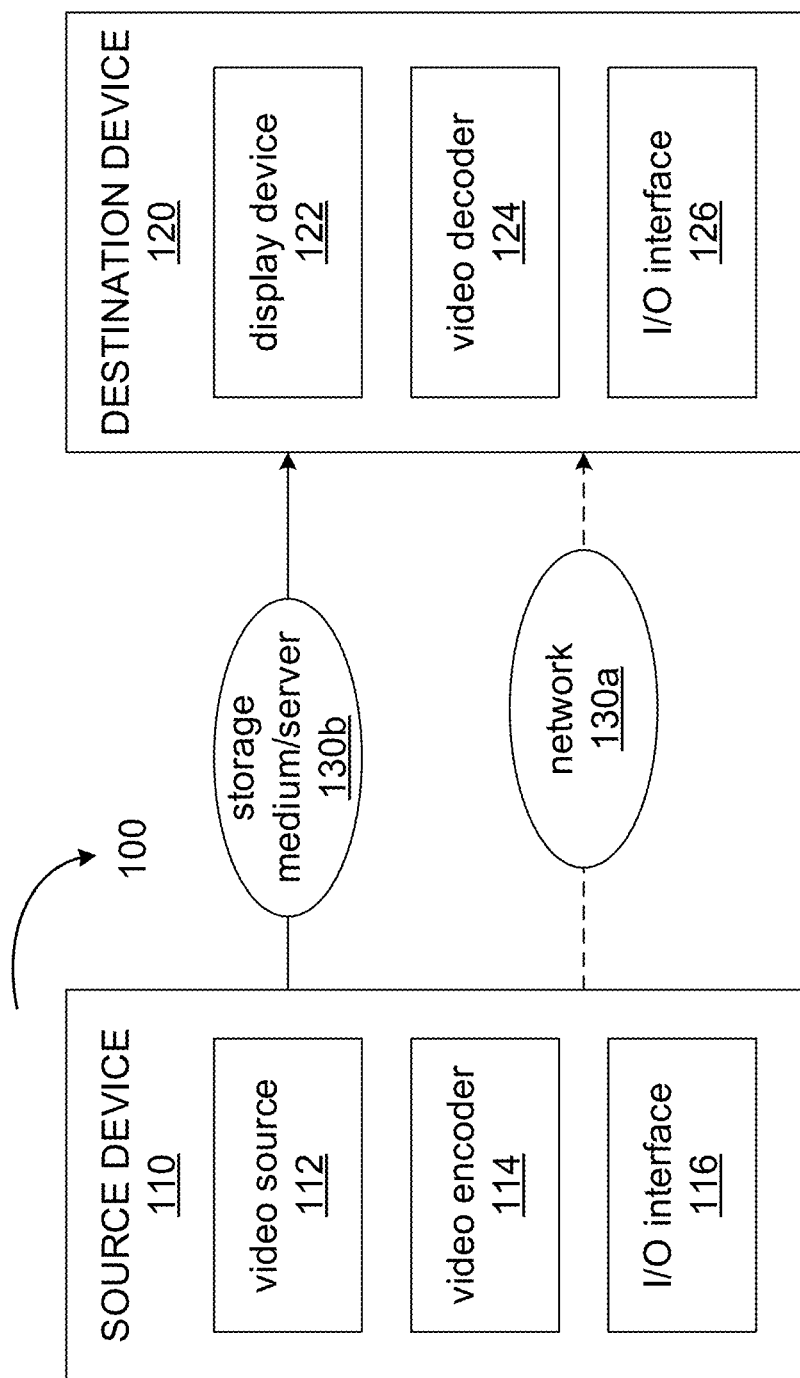 100
SOURCE DEVICE
110
video source
112
video encoder
114
I/O interface
116
storage
medium/server
130b
network
130a
DESTINATION DEVICE
120
display device
122
video decoder
124
I/O interface
126